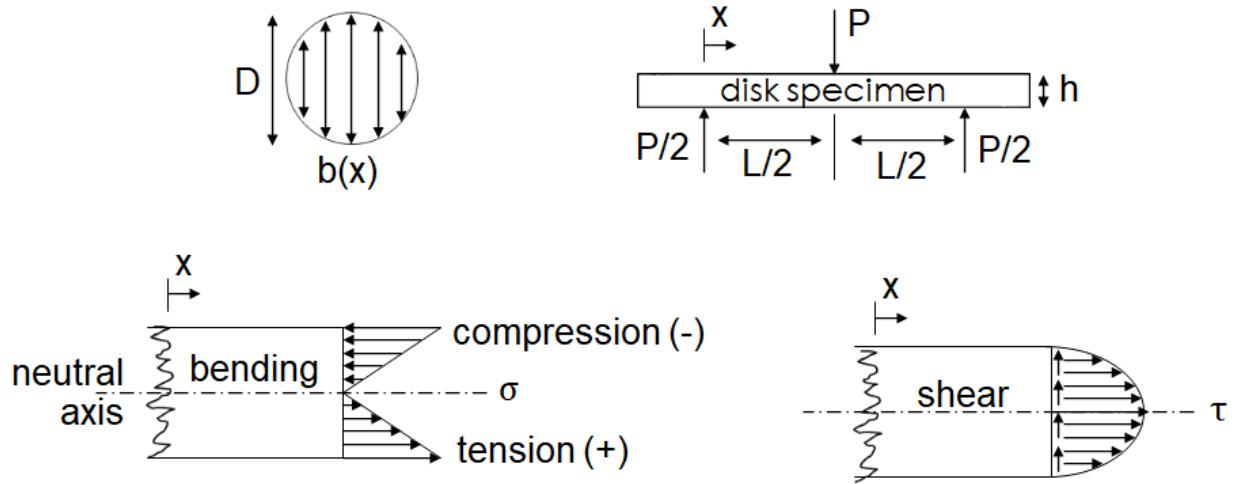 D
b(x)
x
P
disk specimen
h
P/2
L/2
L/2
P/2
x
neutral
axis
bending
compression (-)
σ
tension (+)
x
shear
τ